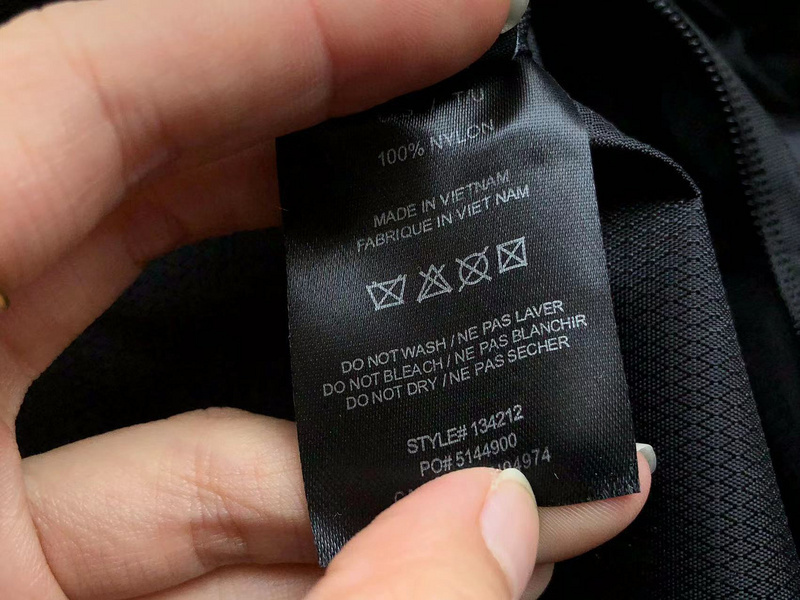 T/U
100% NYLON
MADE IN VIETNAM
FABRIQUE IN VIET NAM
DO NOT WASH / NE PAS LAVER
DO NOT BLEACH / NE PAS BLANCHIR
DO NOT DRY / NE PAS SECHER
STYLE# 134212
PO# 5144900
04974